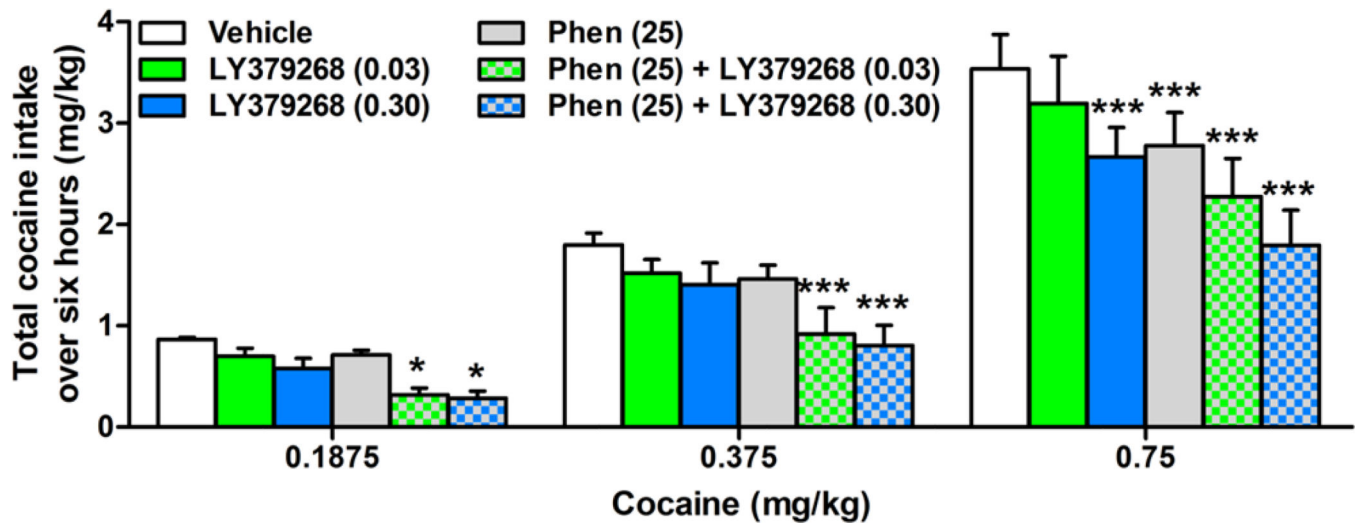 Total cocaine intake
over six hours (mg/kg)
4
3
2
1
0
Vehicle
LY379268 (0.03)
LY379268 (0.30)
Phen (25)
Phen (25) + LY379268 (0.03)
Phen (25) + LY379268 (0.30)
*
*
***
***
***
***
***
***
0.1875
0.375
0.75
Cocaine (mg/kg)